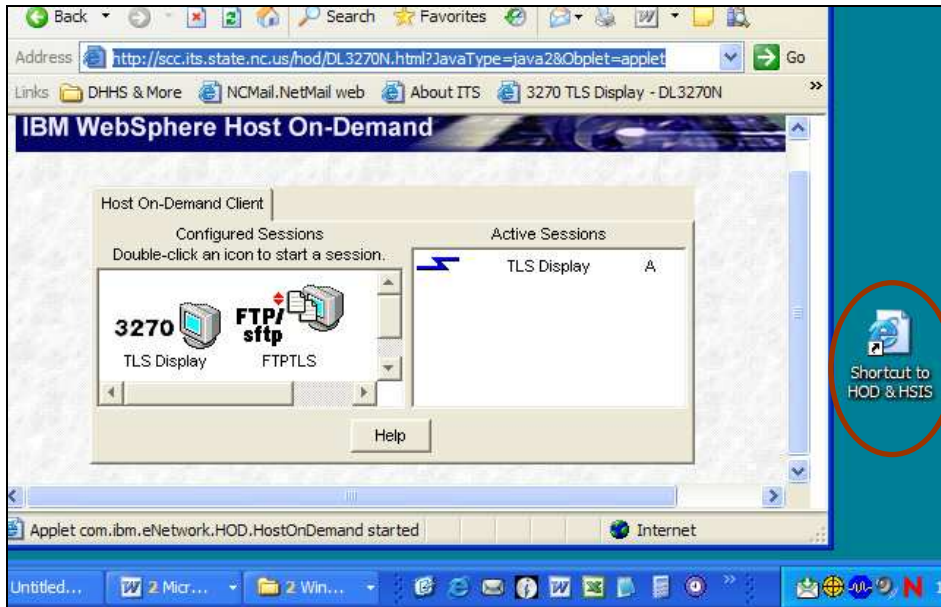 Back Search Favorites
Address http://scc.its.state.nc.us/hod/DL3270N.html?JavaType=java2&Obplet=applet Go
Links DHHS & More NCMail.NetMail web About ITS 3270 TLS Display - DL3270N »
IBM WebSphere Host On-Demand
Host On-Demand Client
Configured Sessions
Double-click an icon to start a session.
3270
TLS Display
FTP/
sftp
FTPTLS
Active Sessions
TLS Display A
Help
Shortcut to
HOD & HSIS
Applet com.ibm.eNetwork.HOD.HostOnDemand started Internet
Untitled... 2 Micr... 2 Win... » N